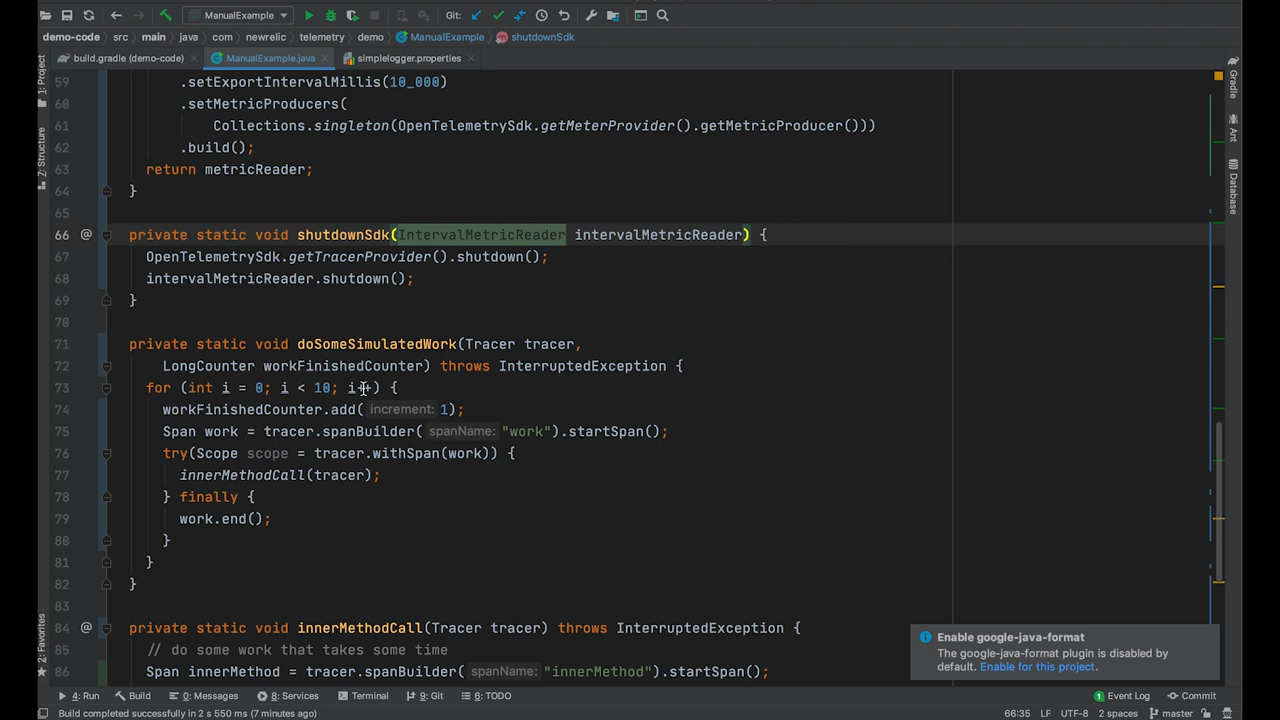 ManualExample
Git:
demo-code
src
main
java
com
newrelic
telemetry
demo
ManualExample
shutdownSdk
build.gradle (demo-code)
ManualExample.java
simplelogger.properties
1: Project
Z: Structure
2: Favorites
Gradle
Ant
Database
59 .setExportIntervalMillis(10_000)
60 .setMetricProducers(
61 Collections.singleton(OpenTelemetrySdk.getMeterProvider().getMetricProducer()))
62 .build();
63 return metricReader;
64 }
65
66 @ private static void shutdownSdk(IntervalMetricReader intervalMetricReader) {
67 OpenTelemetrySdk.getTracerProvider().shutdown();
68 intervalMetricReader.shutdown();
69 }
70
71 private static void doSomeSimulatedWork(Tracer tracer,
72 LongCounter workFinishedCounter) throws InterruptedException {
73 for (int i = 0; i < 10; i++) {
74 workFinishedCounter.add( increment: 1);
75 Span work = tracer.spanBuilder( spanName: "work").startSpan();
76 try(Scope scope = tracer.withSpan(work)) {
77 innerMethodCall(tracer);
78 } finally {
79 work.end();
80 }
81 }
82 }
83
84 @ private static void innerMethodCall(Tracer tracer) throws InterruptedException {
85 // do some work that takes some time
86 Span innerMethod = tracer.spanBuilder( spanName: "innerMethod").startSpan();
Enable google-java-format
The google-java-format plugin is disabled by
default. Enable for this project.
4: Run
Build
0: Messages
8: Services
Terminal
9: Git
6: TODO
1 Event Log
Commit
Build completed successfully in 2 s 550 ms (7 minutes ago)
66:35
LF
UTF-8
2 spaces
master